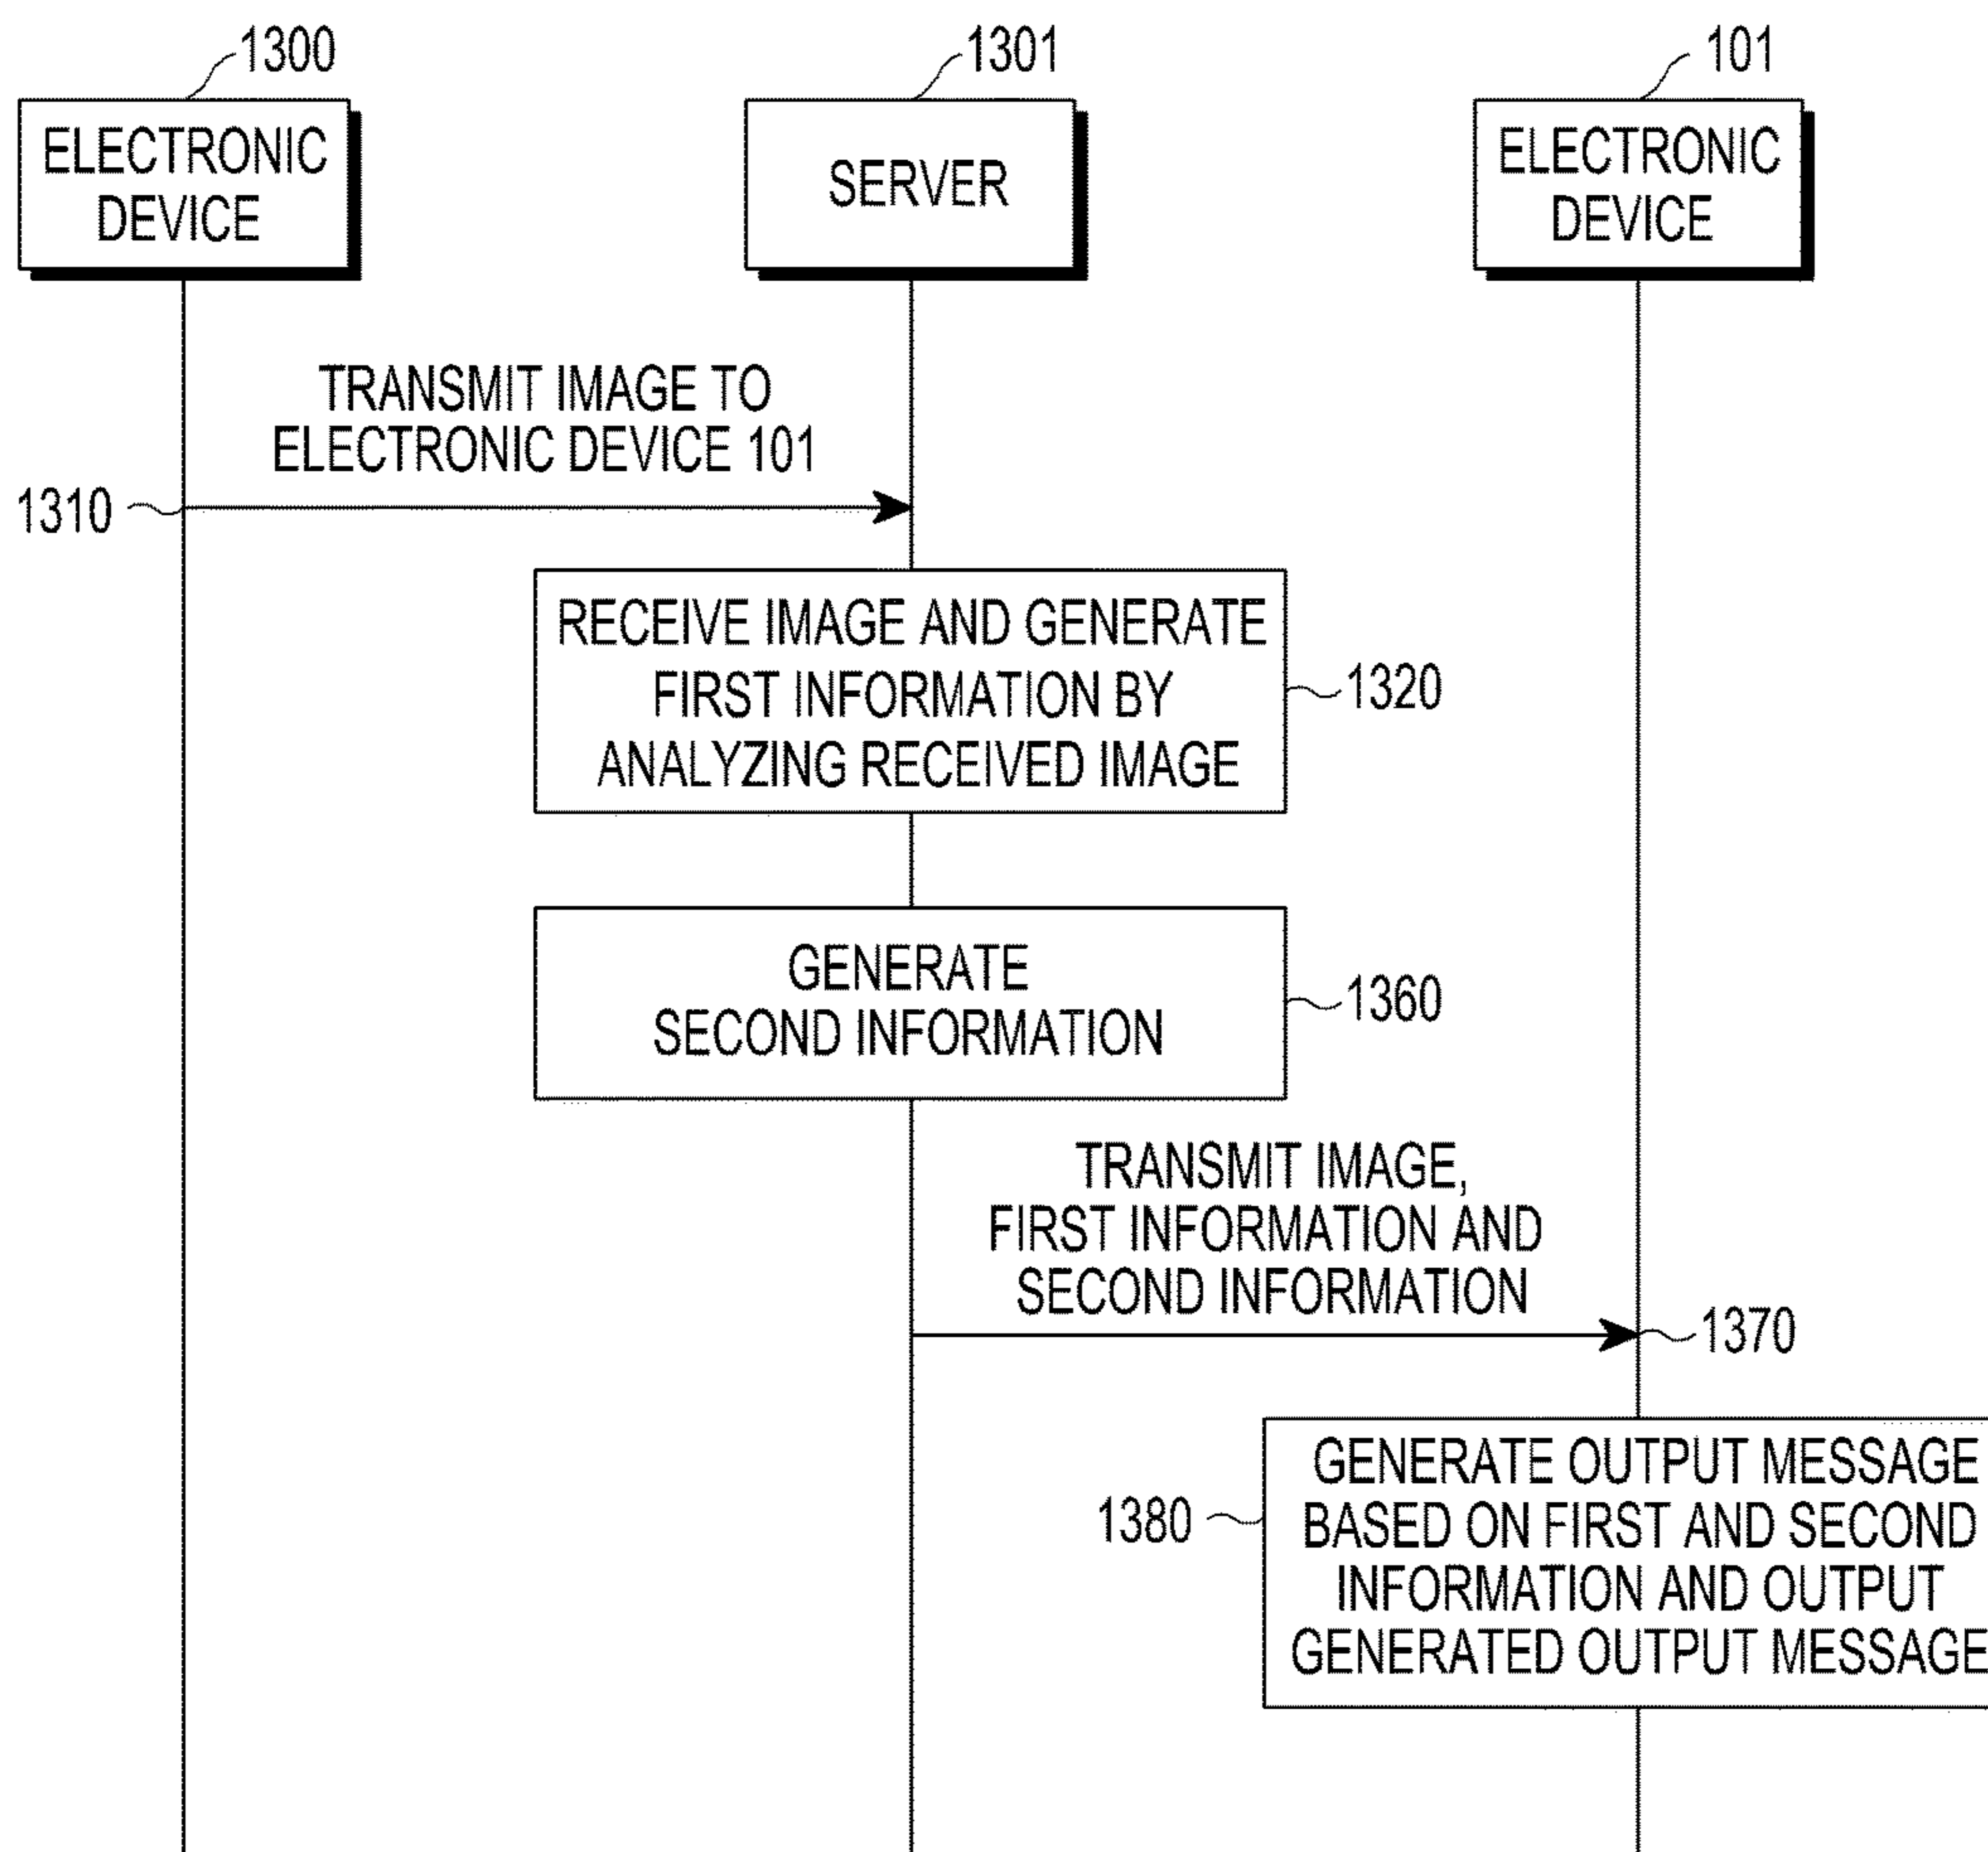 1300
1301
101
ELECTRONIC
DEVICE
SERVER
ELECTRONIC
DEVICE
TRANSMIT IMAGE TO
ELECTRONIC DEVICE 101
1310
RECEIVE IMAGE AND GENERATE
FIRST INFORMATION BY
ANALYZING RECEIVED IMAGE
1320
GENERATE
SECOND INFORMATION
1360
TRANSMIT IMAGE,
FIRST INFORMATION AND
SECOND INFORMATION
1370
1380
GENERATE OUTPUT MESSAGE
BASED ON FIRST AND SECOND
INFORMATION AND OUTPUT
GENERATED OUTPUT MESSAGE